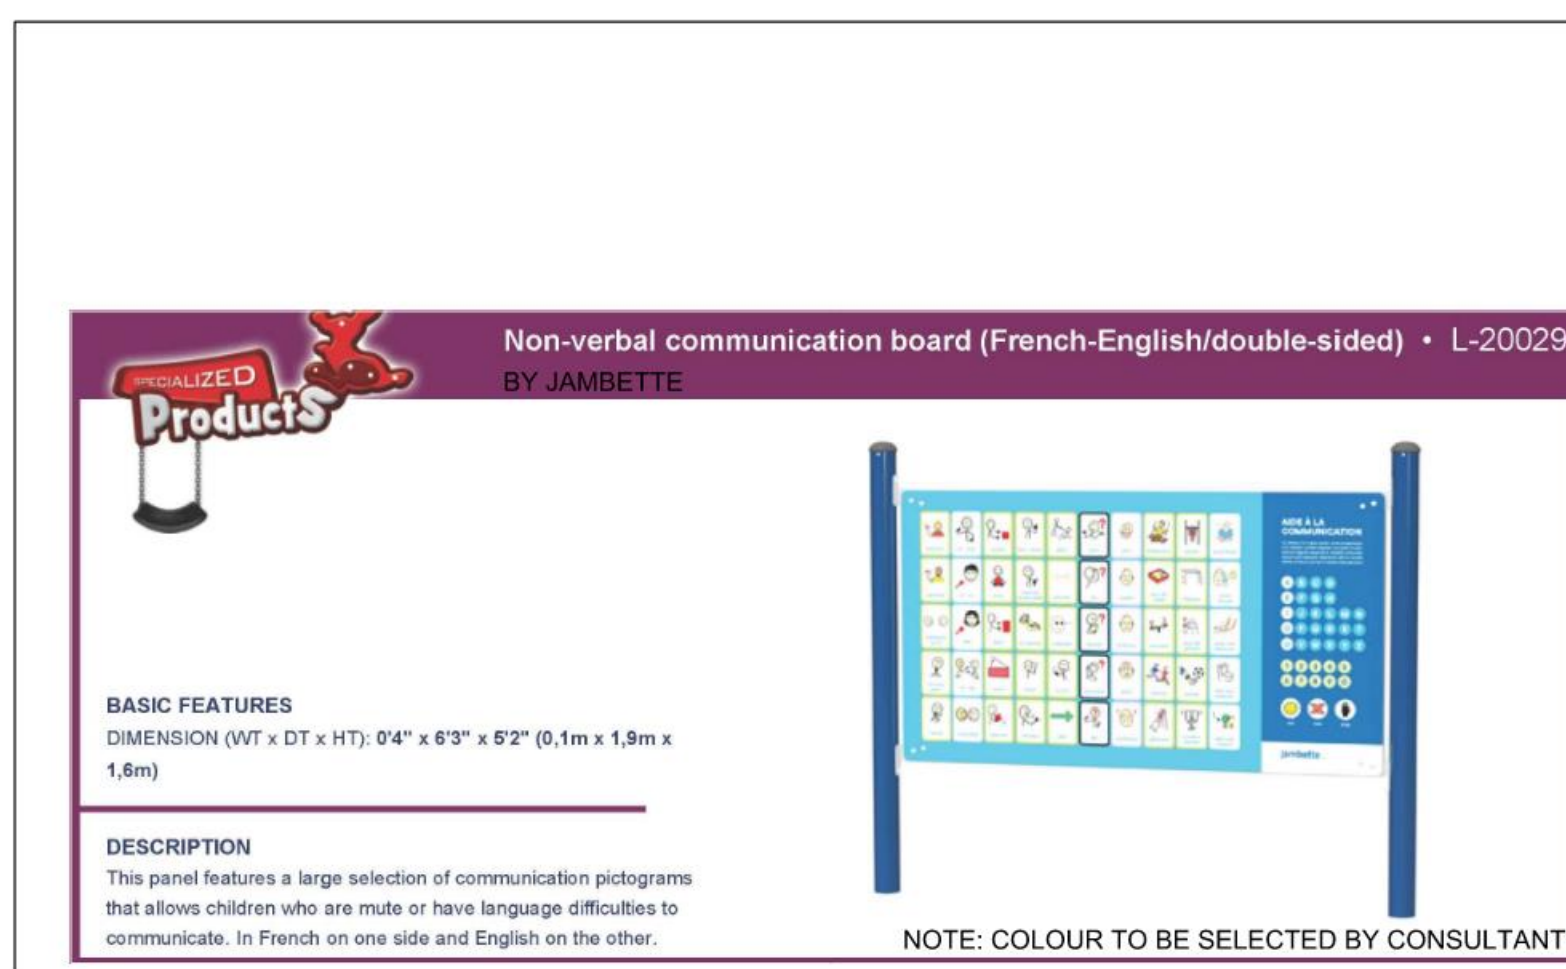 SPECIALIZED
Products
Non-verbal communication board (French-English/double-sided) • L-20029
BY JAMBETTE
BASIC FEATURES
DIMENSION (WT x DT x HT): 0'4" x 6'3" x 5'2" (0,1m x 1,9m x
1,6m)
DESCRIPTION
This panel features a large selection of communication pictograms
that allows children who are mute or have language difficulties to
communicate. In French on one side and English on the other.
AIDE À LA
COMMUNICATION
jambette
NOTE: COLOUR TO BE SELECTED BY CONSULTANT